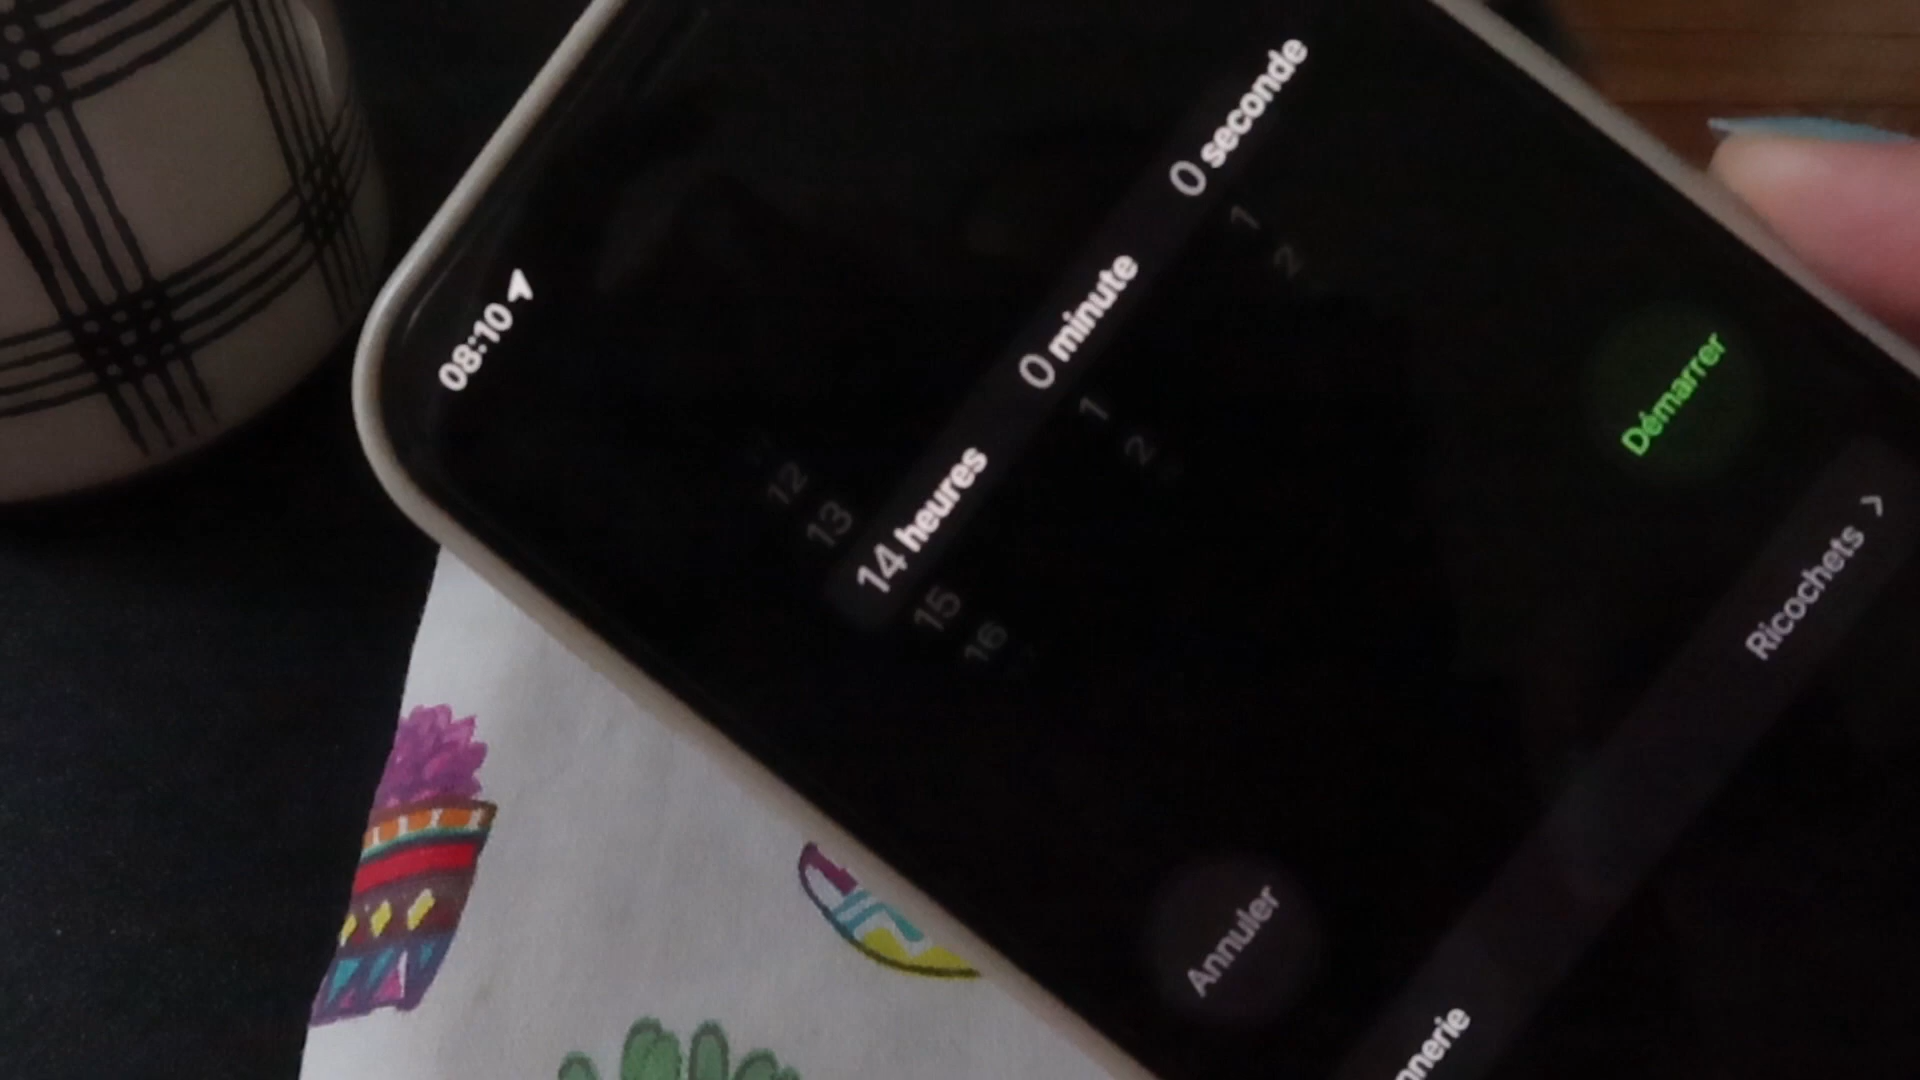 08:10
12
13
14 heures 0 minute 0 seconde
15 1 1
16 2 2
Annuler Démarrer
Ricochets >